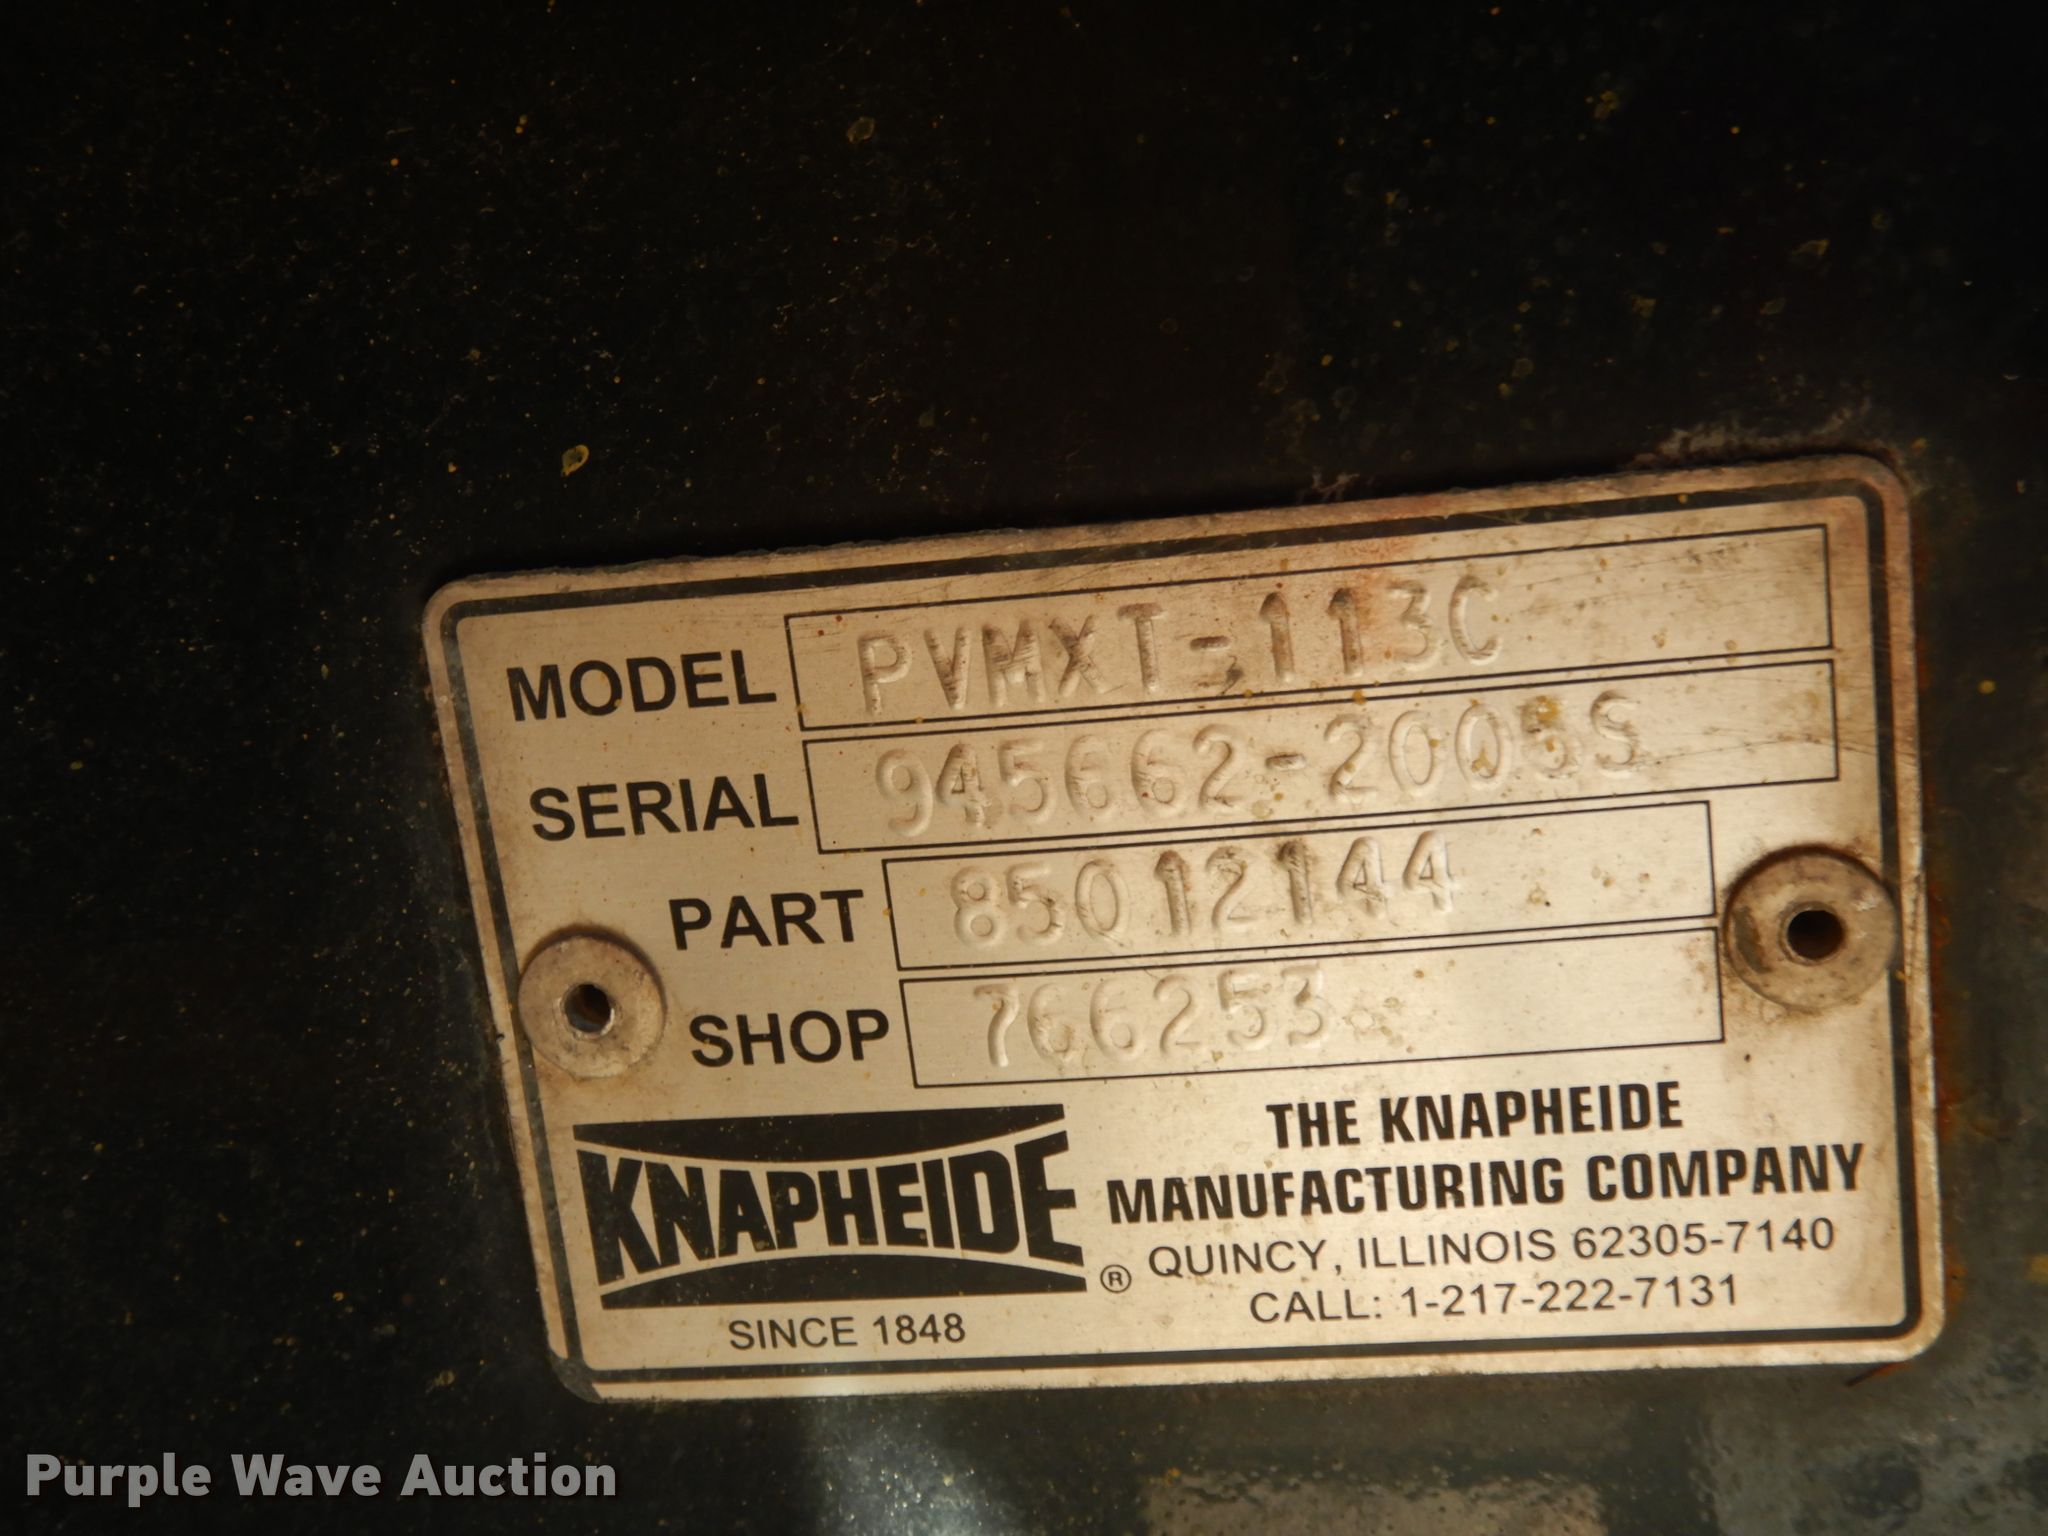 MODEL PVMXT-113C
SERIAL 945662-2005S
PART 85012144
SHOP 766253
KNAPHEIDE ®
SINCE 1848
THE KNAPHEIDE
MANUFACTURING COMPANY
QUINCY, ILLINOIS 62305-7140
CALL: 1-217-222-7131
Purple Wave Auction